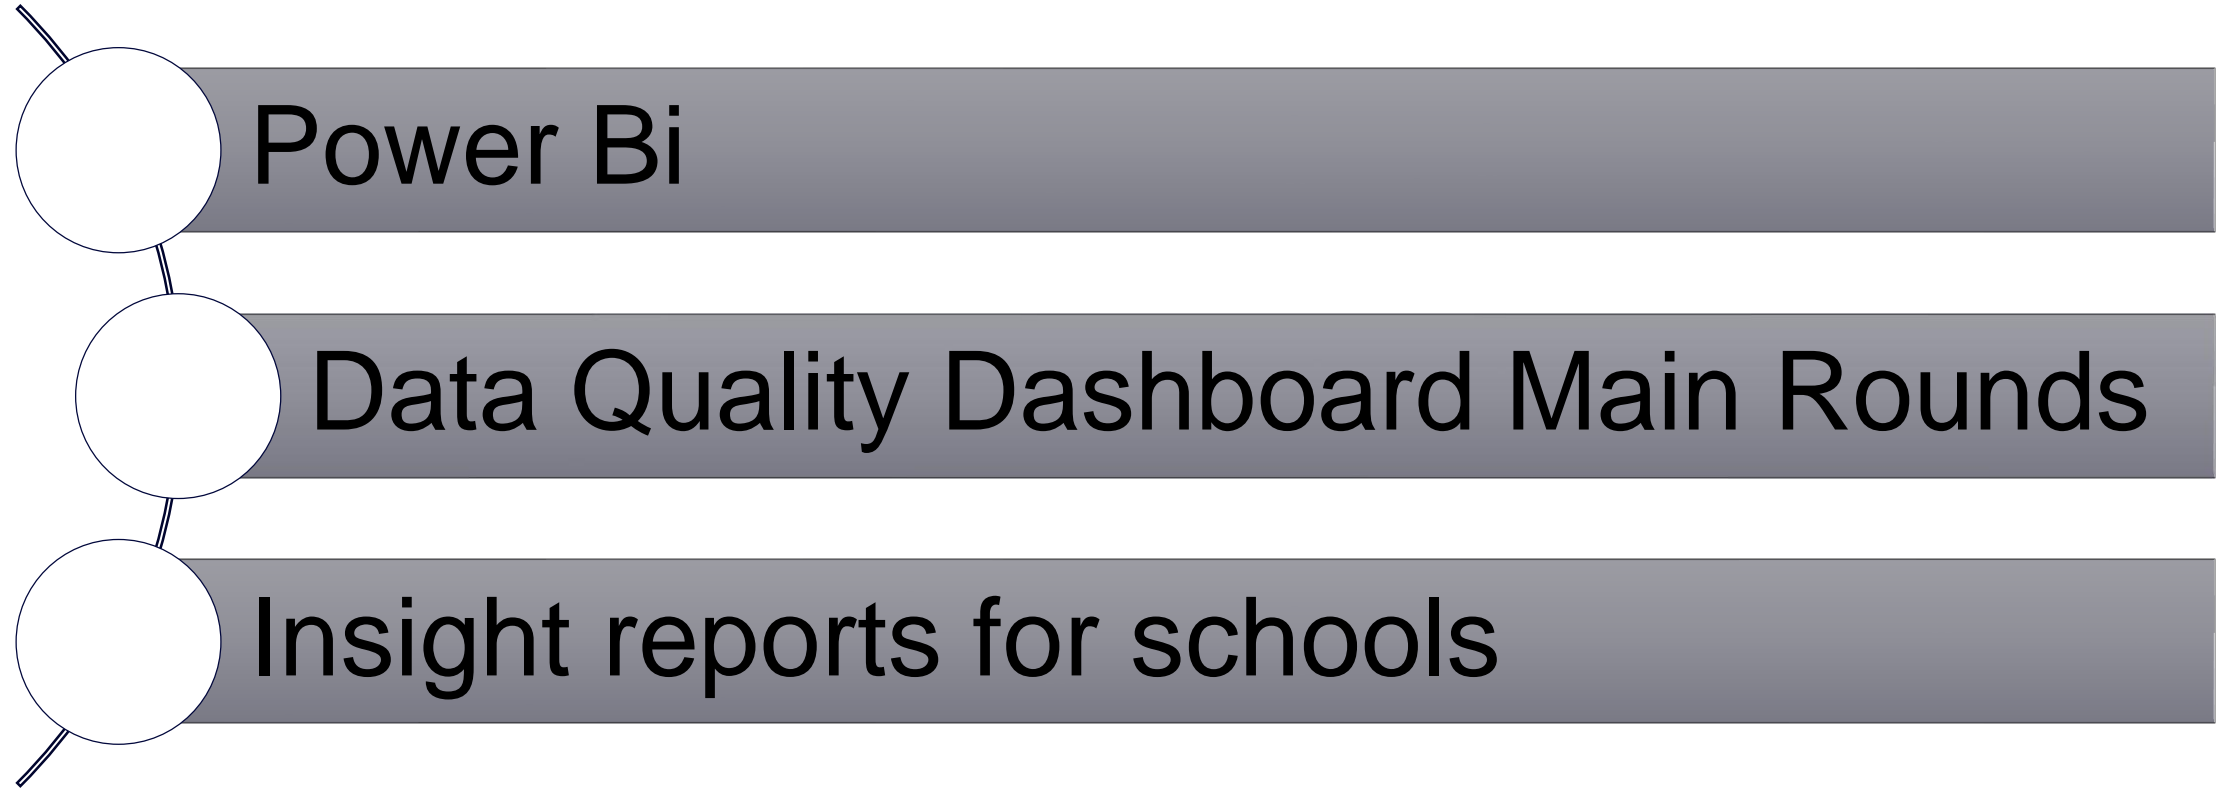 Power Bi
Data Quality Dashboard Main Rounds
Insight reports for schools